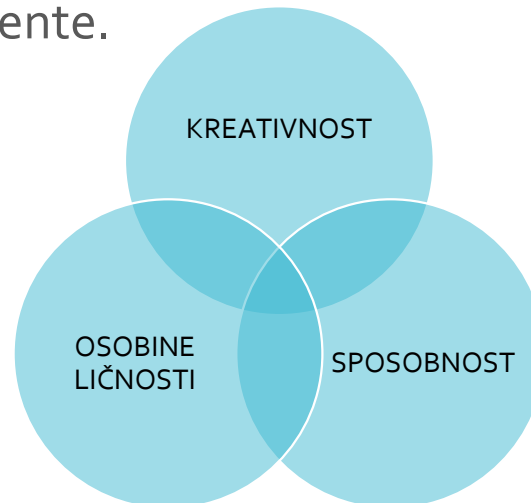 ente.
KREATIVNOST
OSOBINE
LIČNOSTI
SPOSOBNOST